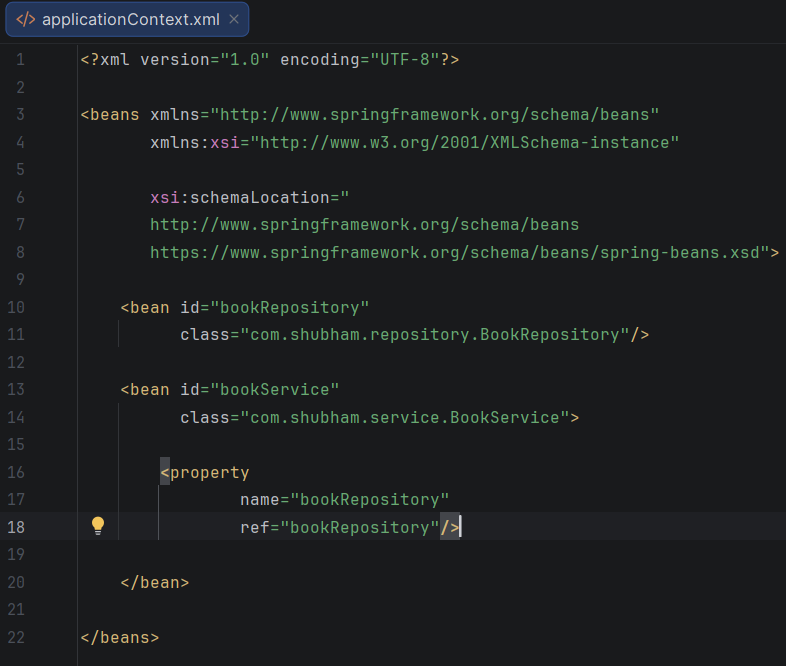 </> applicationContext.xml ×
1 <?xml version="1.0" encoding="UTF-8"?>
2
3 <beans xmlns="http://www.springframework.org/schema/beans"
4 xmlns:xsi="http://www.w3.org/2001/XMLSchema-instance"
5
6 xsi:schemaLocation="
7 http://www.springframework.org/schema/beans
8 https://www.springframework.org/schema/beans/spring-beans.xsd">
9
10 <bean id="bookRepository"
11 class="com.shubham.repository.BookRepository"/>
12
13 <bean id="bookService"
14 class="com.shubham.service.BookService">
15
16 <property
17 name="bookRepository"
18 ref="bookRepository"/>
19
20 </bean>
21
22 </beans>